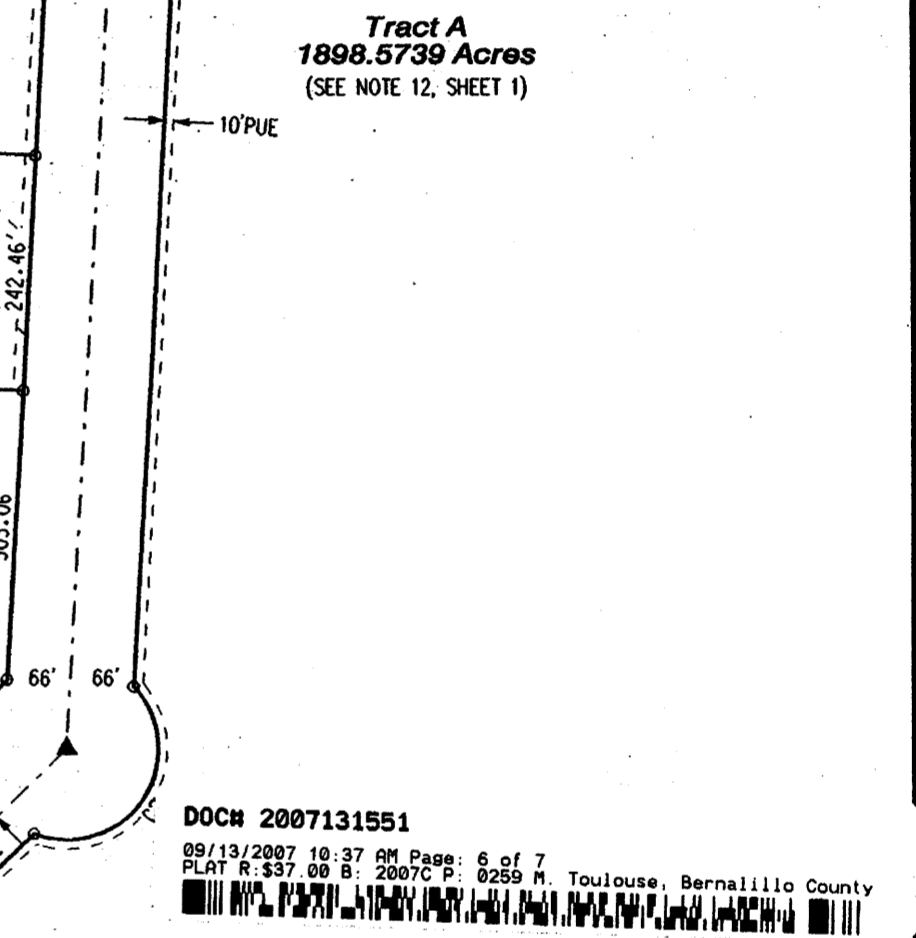 Tract A
1898.5739 Acres
(SEE NOTE 12, SHEET 1)
10'PUE
242.46'
66' 66'
DOC# 2007131551
09/13/2007 10:37 AM Page: 6 of 7
PLAT R:$37.00 B: 2007C P: 0259 M. Toulouse, Bernalillo County